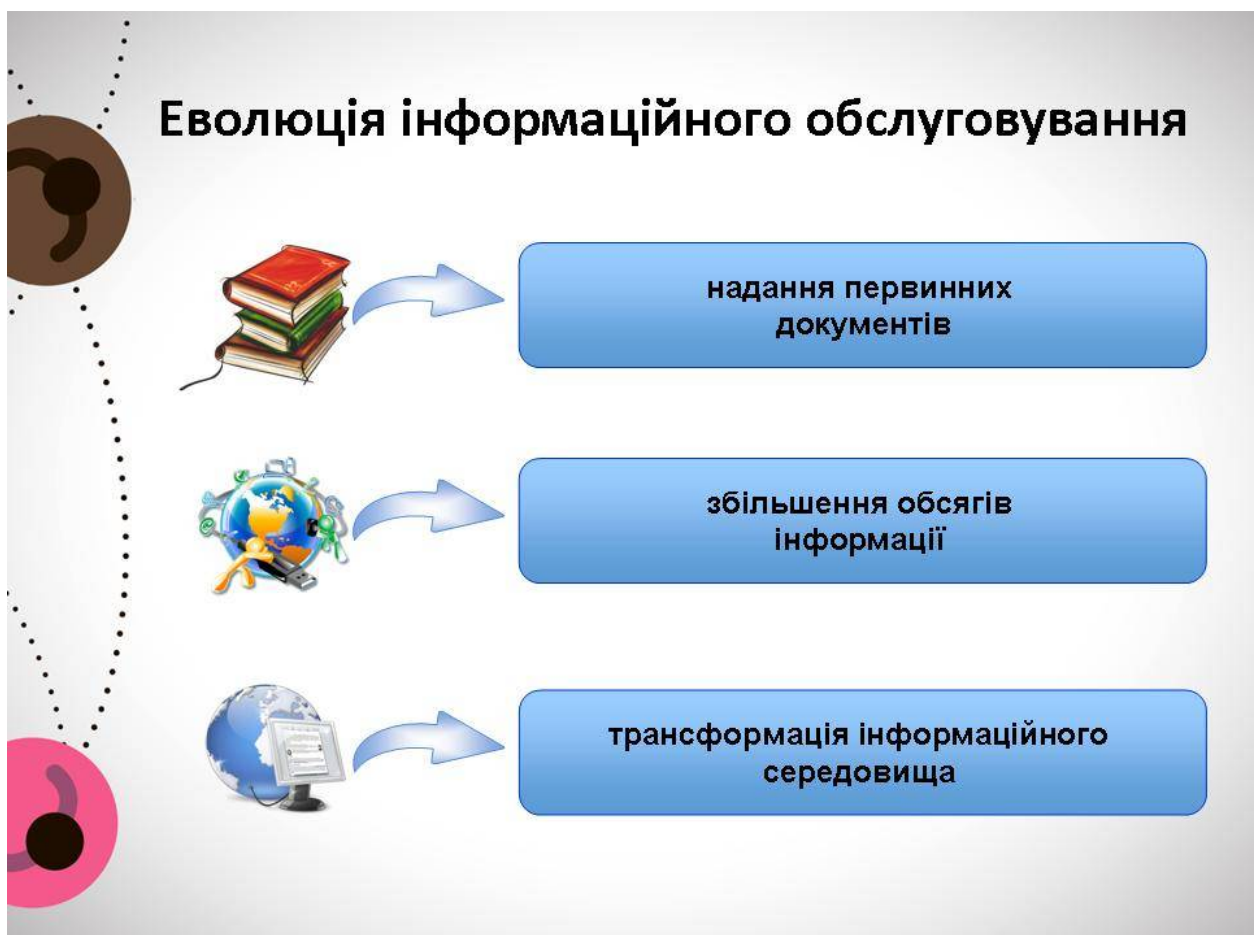 Еволюція інформаційного обслуговування
надання первинних
документів
збільшення обсягів
інформації
трансформація інформаційного
середовища